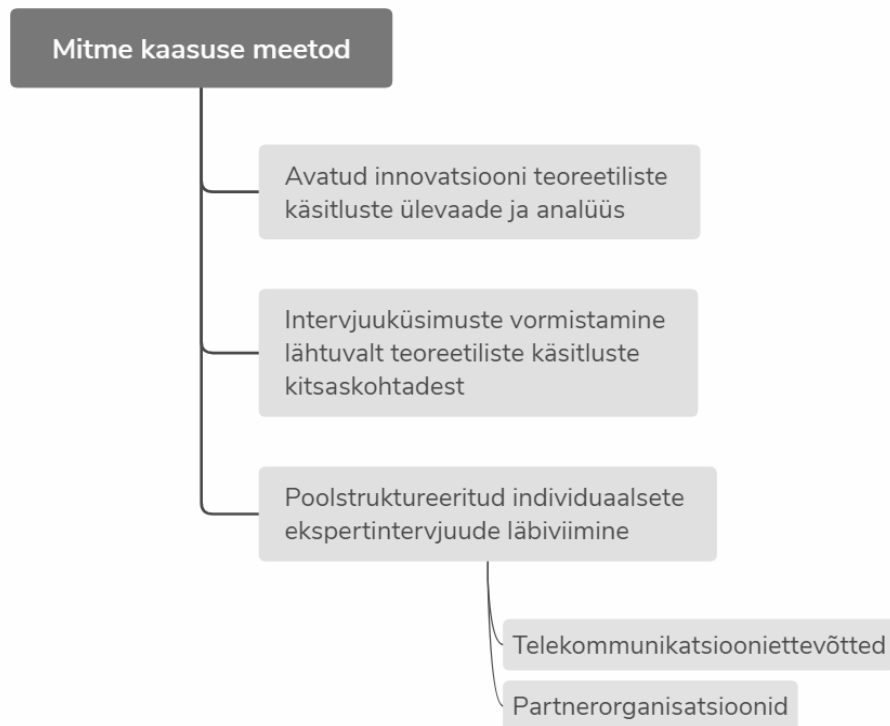 Mitme kaasuse meetod
Avatud innovatsiooni teoreetiliste
käsitluste ülevaade ja analüüs
Intervjuuküsimuste vormistamine
lähtuvalt teoreetiliste käsitluste
kitsaskohtadest
Poolstruktureeritud individuaalsete
ekspertintervjuude läbiviimine
Telekommunikatsiooniettevõtted
Partnerorganisatsioonid